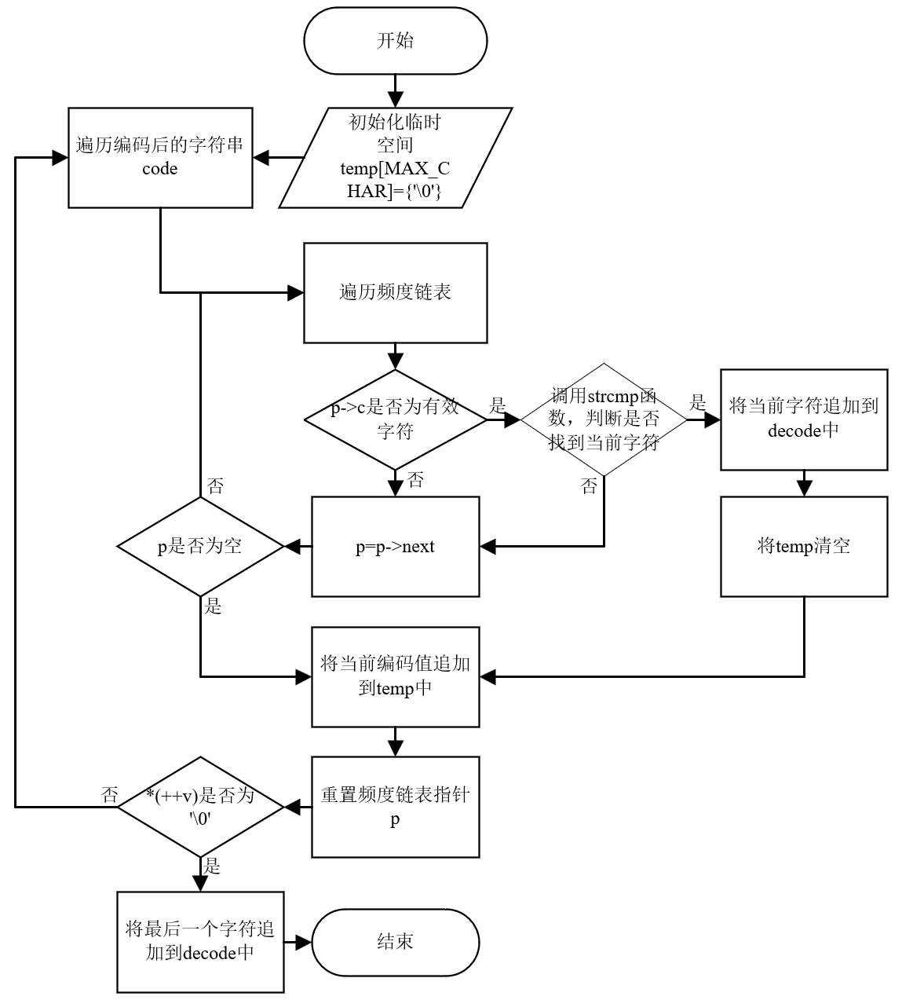 开始
初始化临时
空间
temp[MAX_C
HAR]={'\0'}
遍历编码后的字符串
code
遍历频度链表
p->c是否为有效
字符
是
调用strcmp函
数，判断是否
找到当前字符
是
将当前字符追加到
decode中
否
否
否
p是否为空
p=p->next
将temp清空
是
将当前编码值追加
到temp中
否
*(++v)是否为
'\0'
重置频度链表指针
p
是
将最后一个字符追
加到decode中
结束